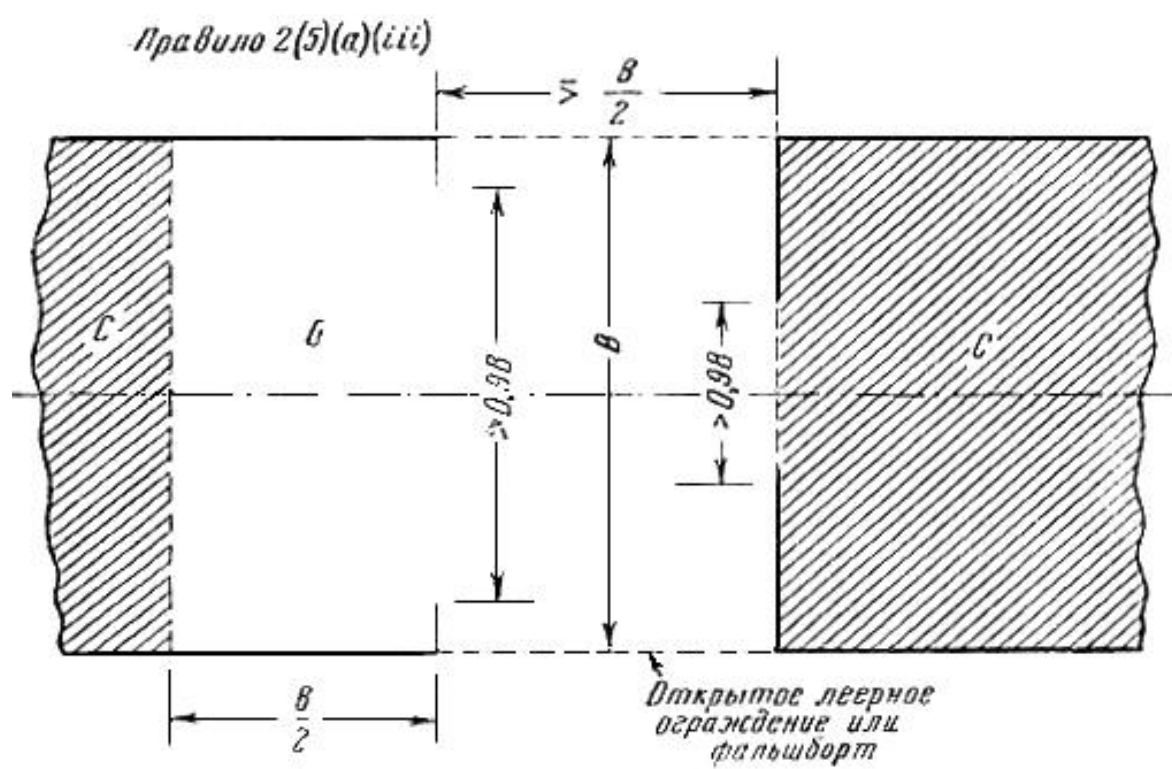 Правило 2(5)(а)(iii)
⩾ B/2
C
O
⩾0,9B
B
>0,9B
C
B/2
Открытое леерное
ограждение или
фальшборт